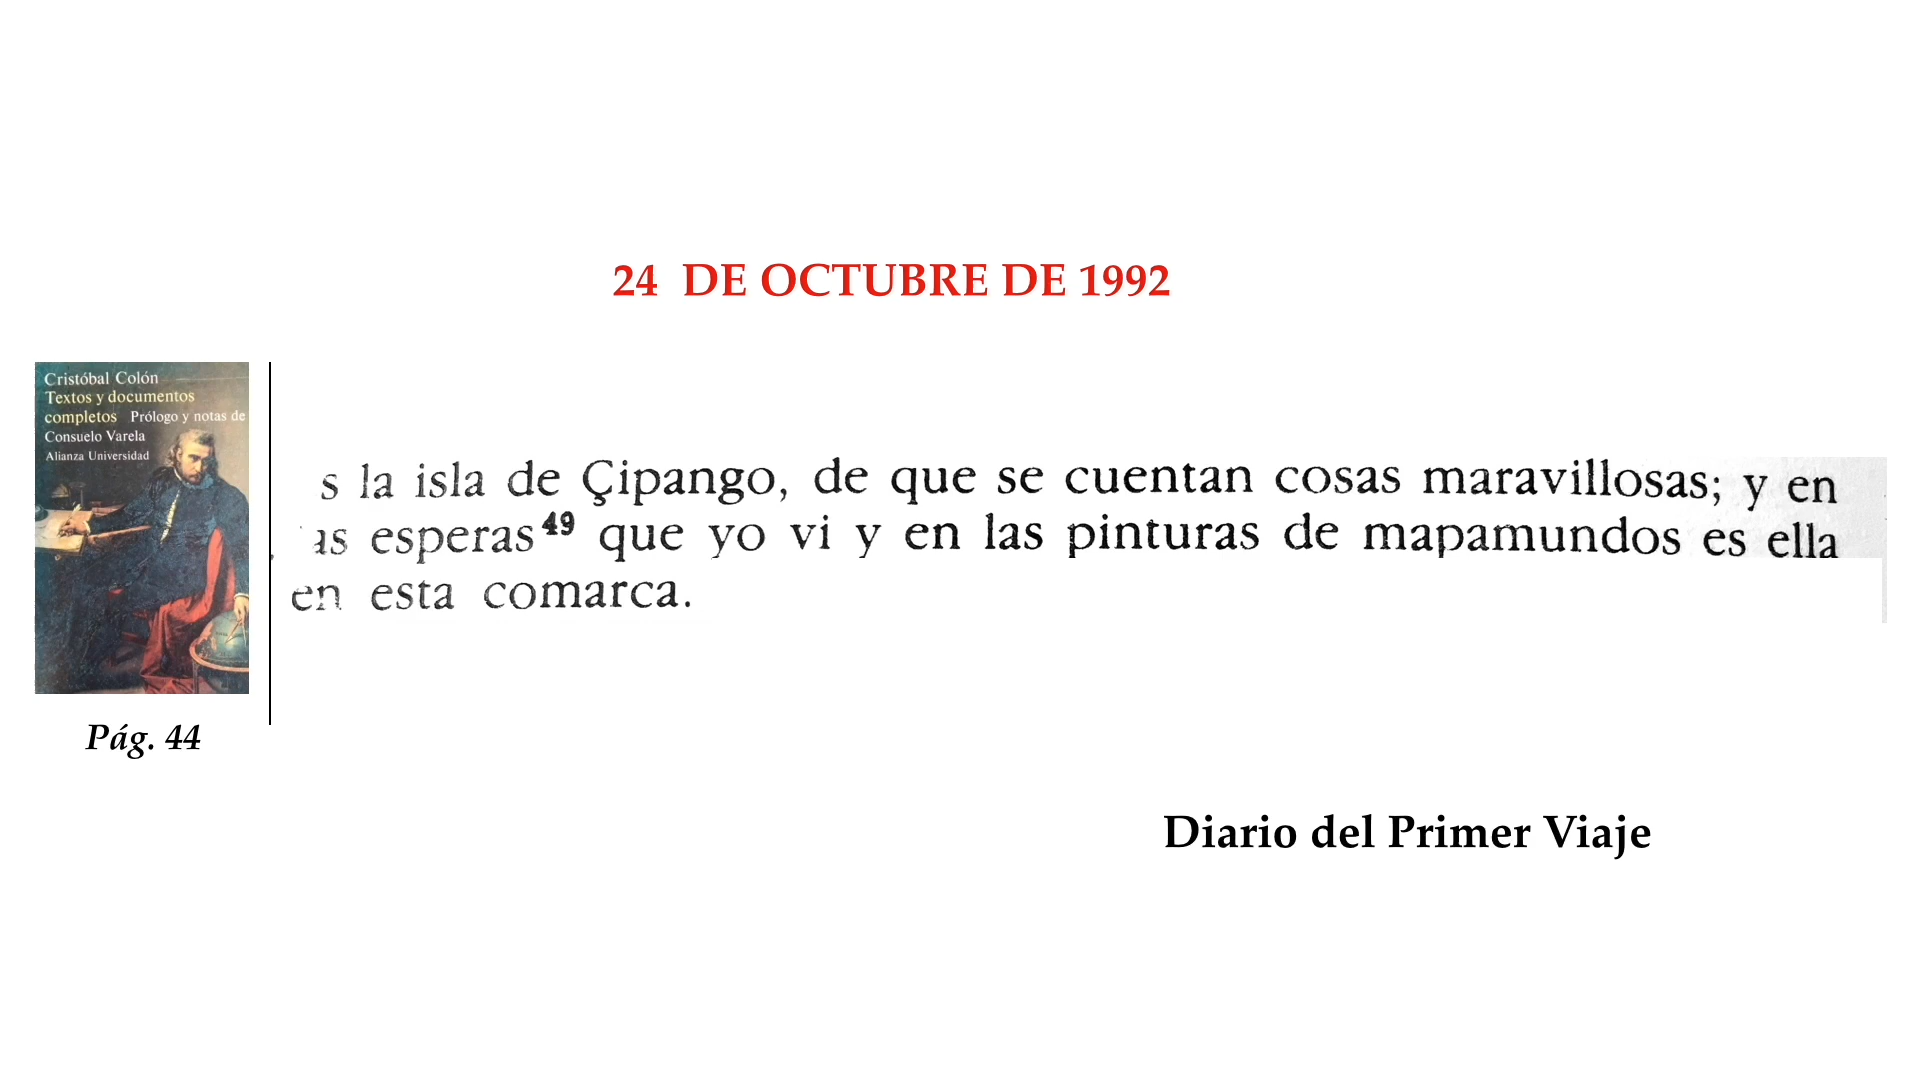 24 DE OCTUBRE DE 1992
Cristóbal Colón
Textos y documentos
completos Prólogo y notas de
Consuelo Varela
Alianza Universidad
s la isla de Çipango, de que se cuentan cosas maravillosas; y en
as esperas⁴⁹ que yo vi y en las pinturas de mapamundos es ella
en esta comarca.
Pág. 44
Diario del Primer Viaje